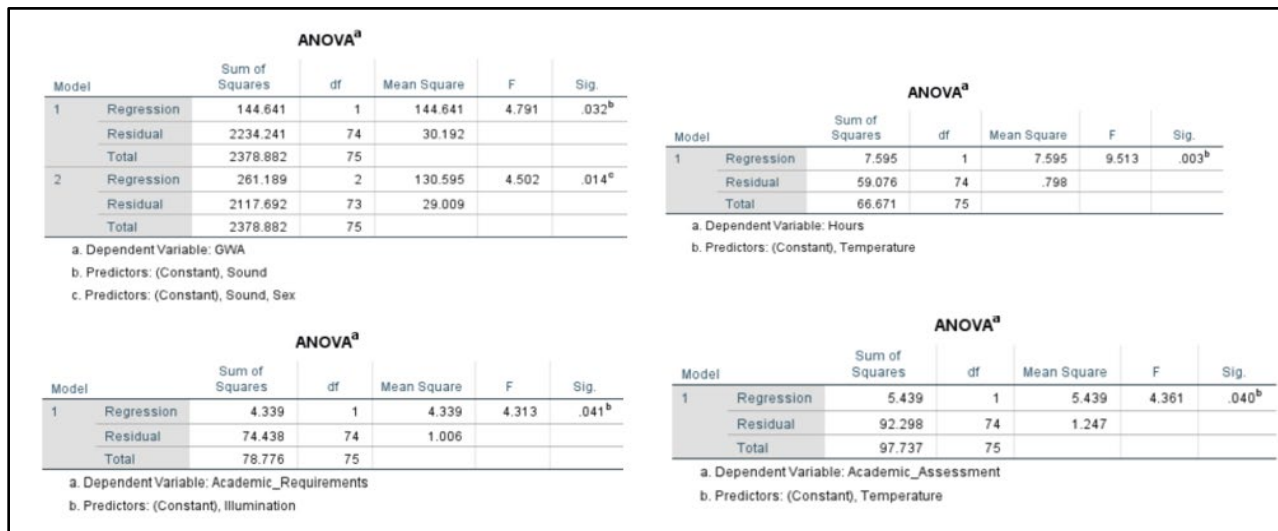 ANOVAa
Model Sum of Squares df Mean Square F Sig.
1 Regression 144.641 1 144.641 4.791 .032b
Residual 2234.241 74 30.192
Total 2378.882 75
2 Regression 261.189 2 130.595 4.502 .014c
Residual 2117.692 73 29.009
Total 2378.882 75
a. Dependent Variable: GWA
b. Predictors: (Constant), Sound
c. Predictors: (Constant), Sound, Sex
ANOVAa
Model Sum of Squares df Mean Square F Sig.
1 Regression 7.595 1 7.595 9.513 .003b
Residual 59.076 74 .798
Total 66.671 75
a. Dependent Variable: Hours
b. Predictors: (Constant), Temperature
ANOVAa
Model Sum of Squares df Mean Square F Sig.
1 Regression 4.339 1 4.339 4.313 .041b
Residual 74.438 74 1.006
Total 78.776 75
a. Dependent Variable: Academic_Requirements
b. Predictors: (Constant), Illumination
ANOVAa
Model Sum of Squares df Mean Square F Sig.
1 Regression 5.439 1 5.439 4.361 .040b
Residual 92.298 74 1.247
Total 97.737 75
a. Dependent Variable: Academic_Assessment
b. Predictors: (Constant), Temperature